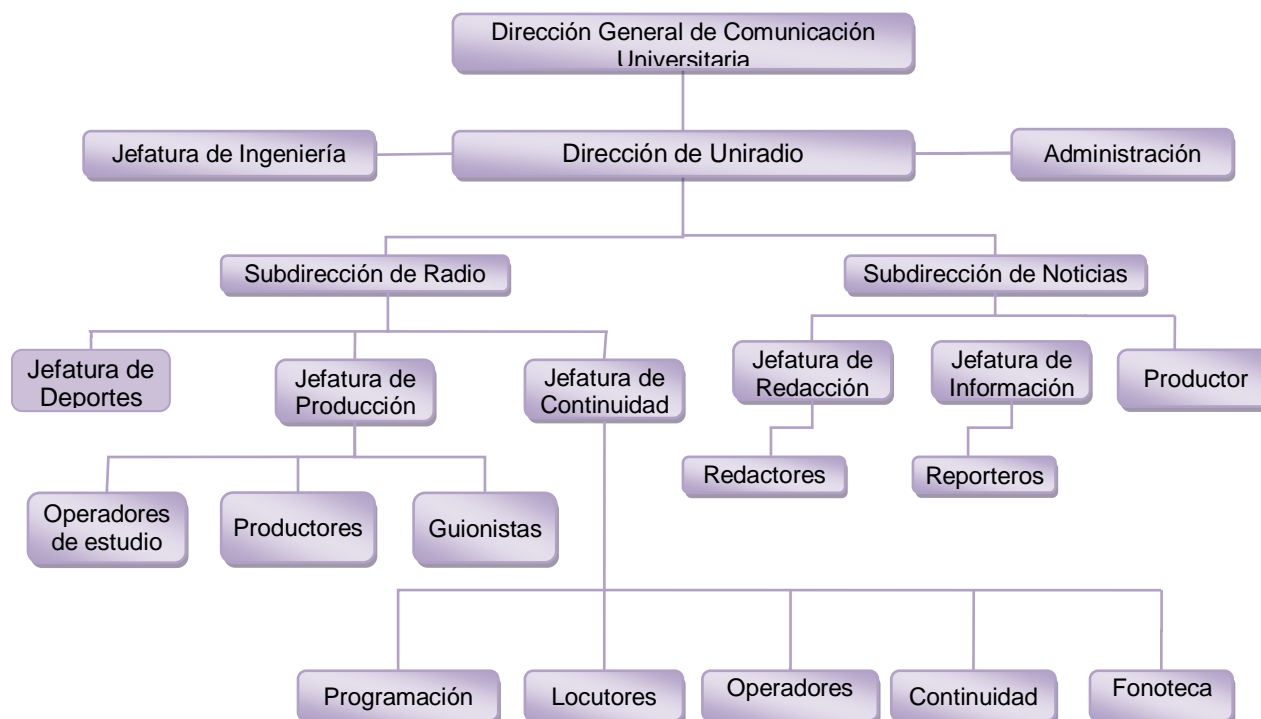 Dirección General de Comunicación
Universitaria
Jefatura de Ingeniería
Dirección de Uniradio
Administración
Subdirección de Radio
Subdirección de Noticias
Jefatura de
Deportes
Jefatura de
Producción
Jefatura de
Continuidad
Jefatura de
Redacción
Jefatura de
Información
Productor
Redactores
Reporteros
Operadores
de estudio
Productores
Guionistas
Programación
Locutores
Operadores
Continuidad
Fonoteca